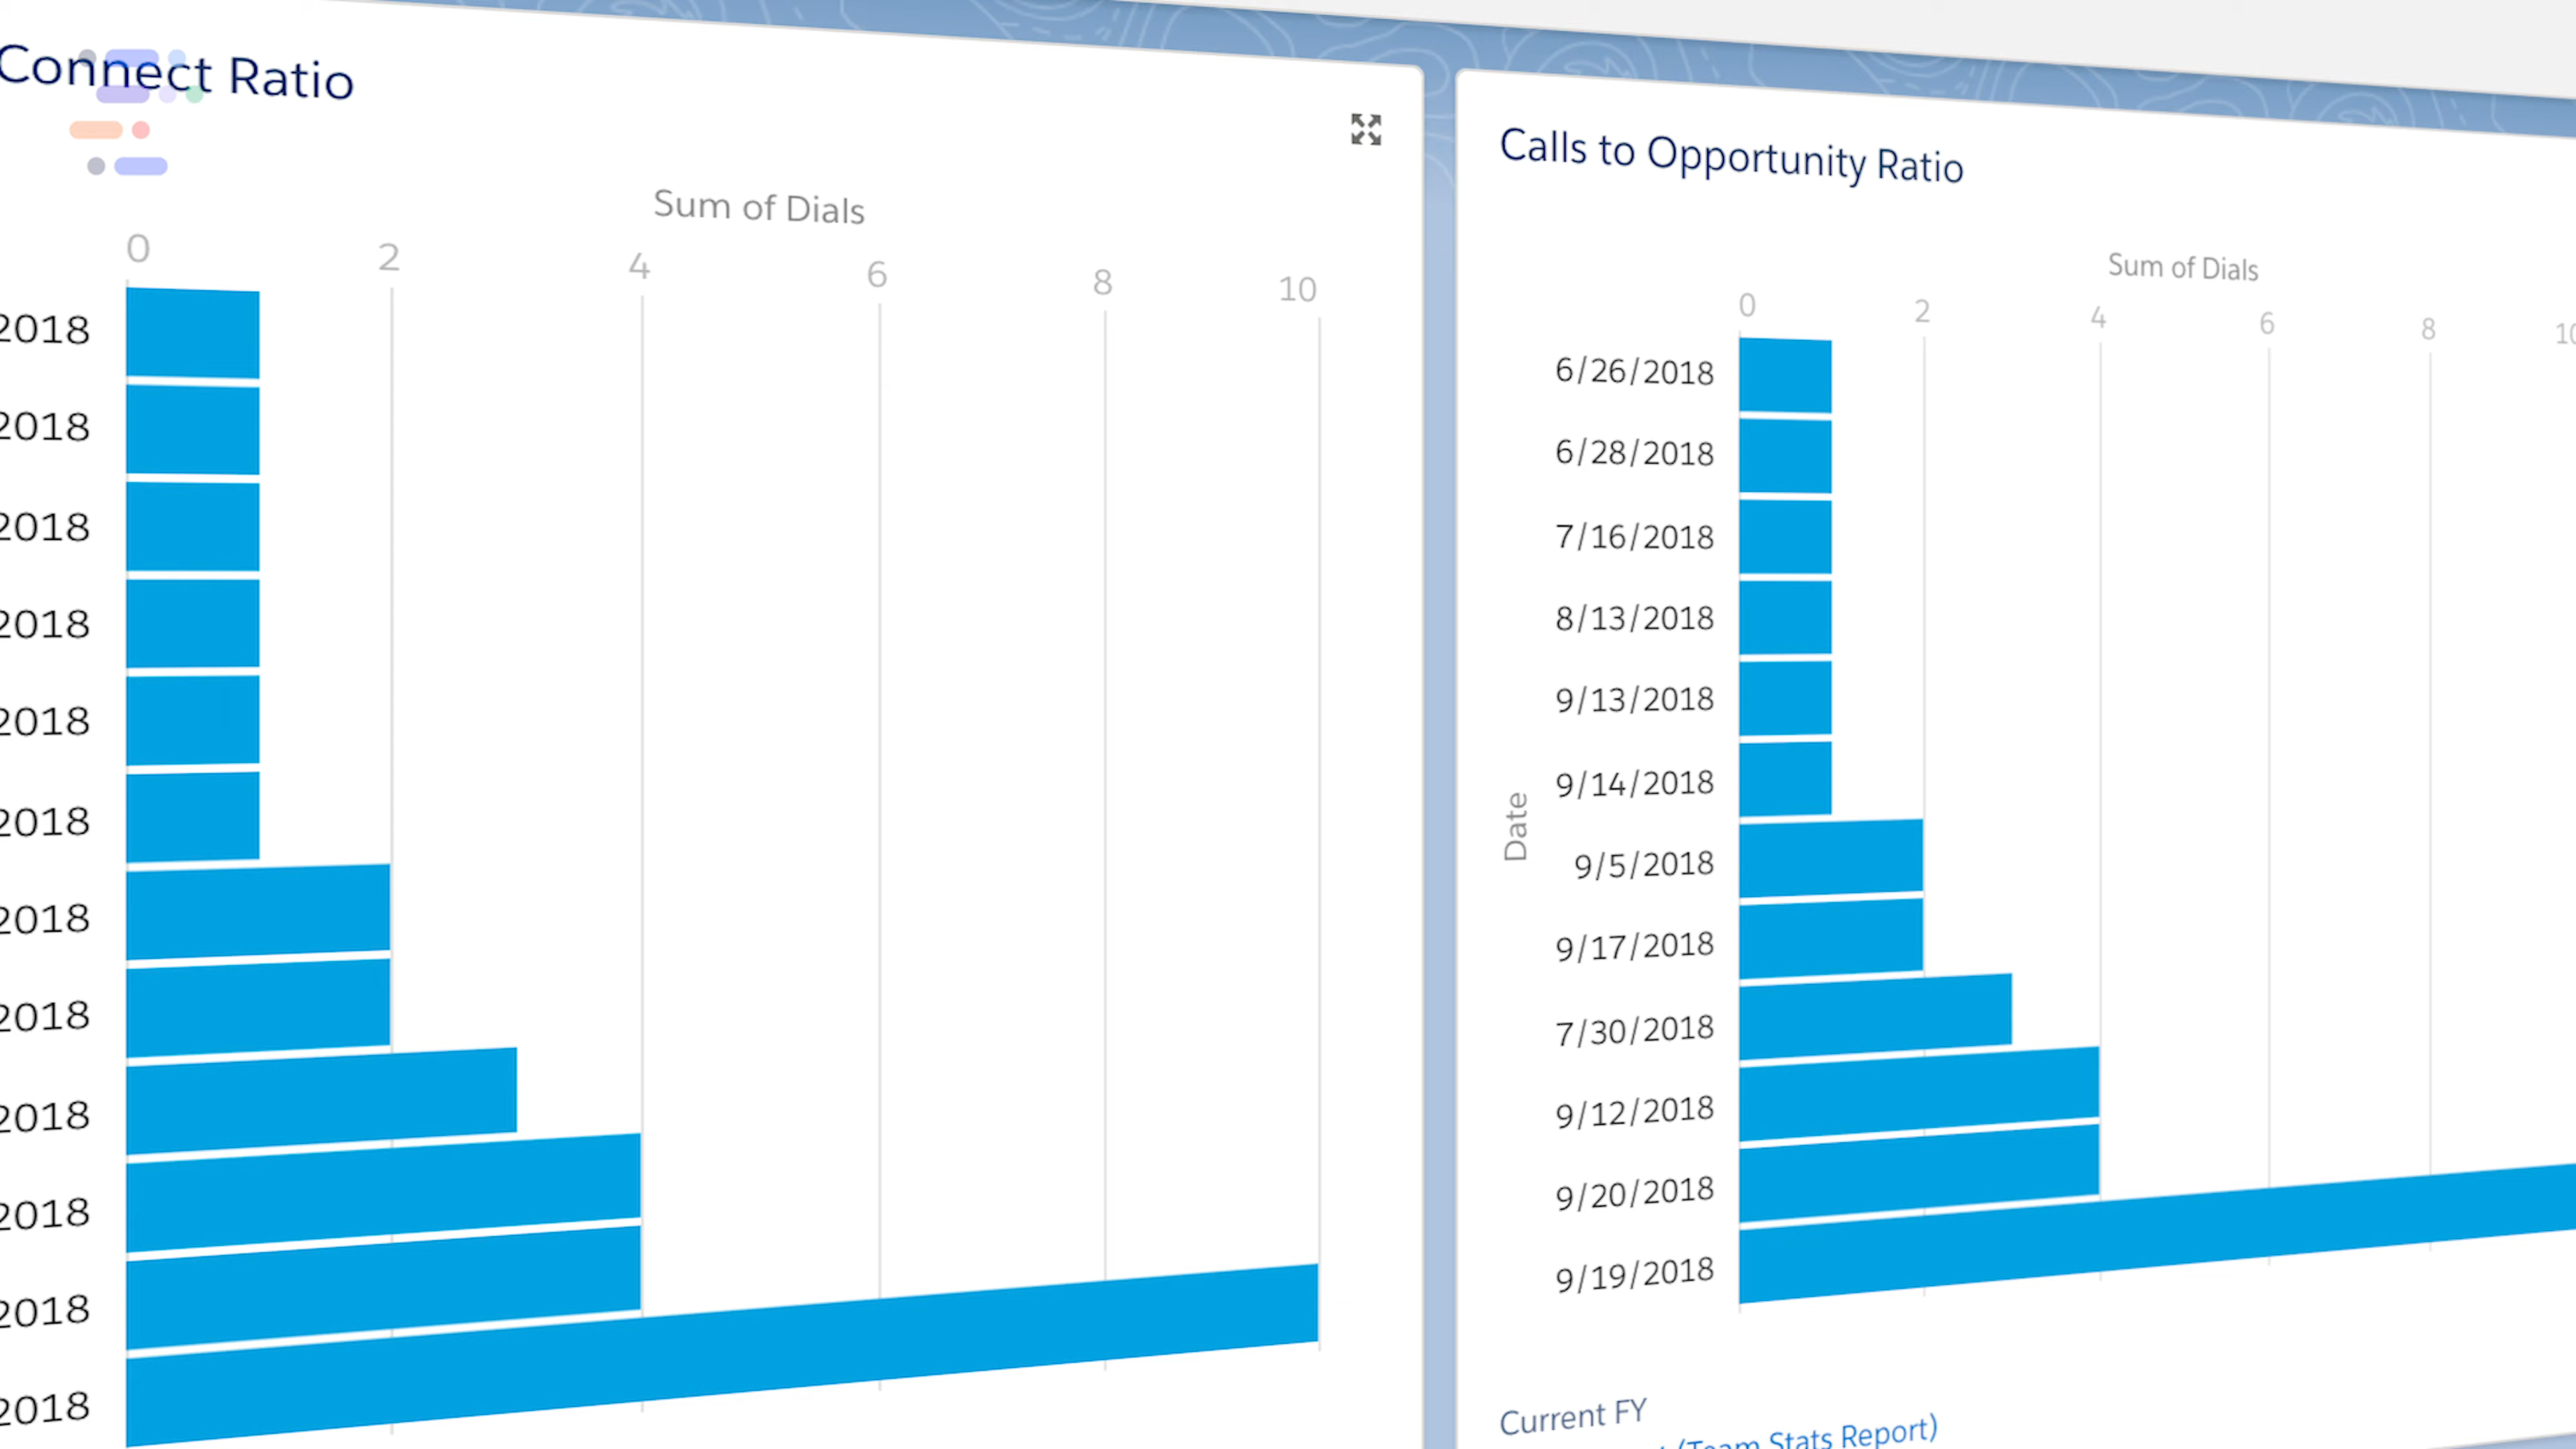 Connect Ratio
Sum of Dials
0 2 4 6 8 10
2018
2018
2018
2018
2018
2018
2018
2018
2018
2018
2018
2018
Calls to Opportunity Ratio
Sum of Dials
0 2 4 6 8 10
Date
6/26/2018
6/28/2018
7/16/2018
8/13/2018
9/13/2018
9/14/2018
9/5/2018
9/17/2018
7/30/2018
9/12/2018
9/20/2018
9/19/2018
Current FY
(Team Stats Report)